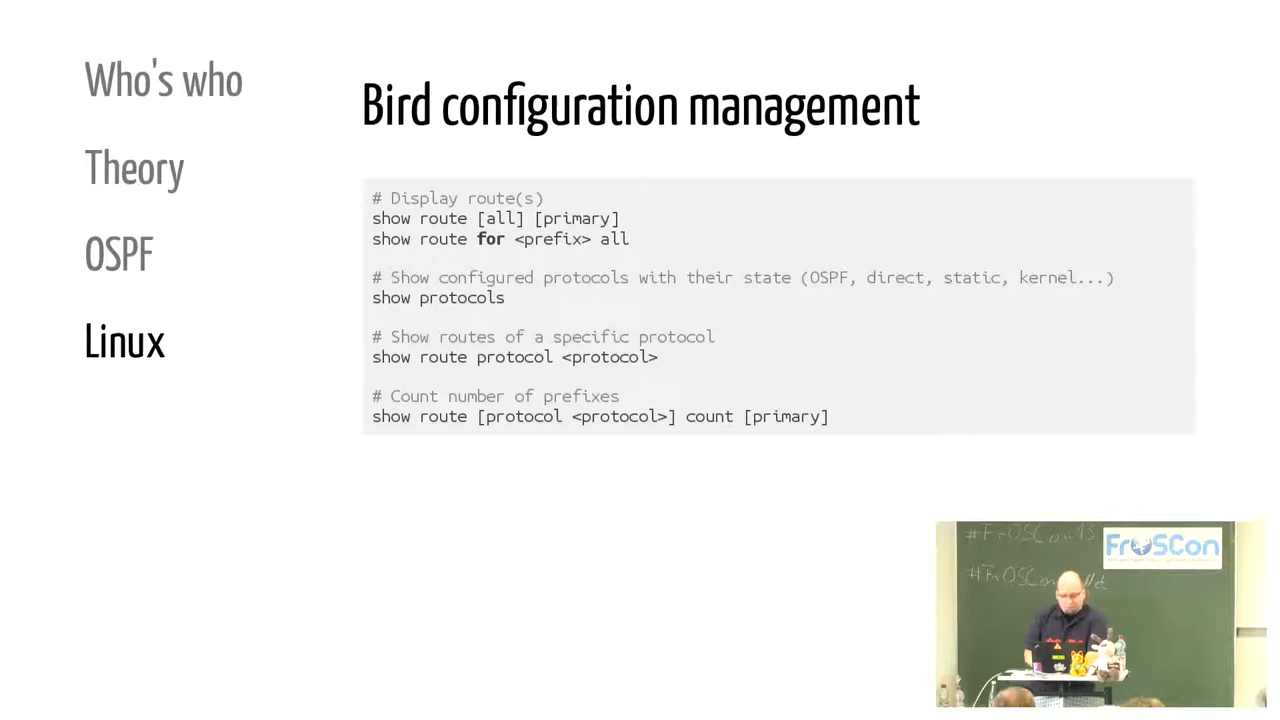 Who's who
Theory
OSPF
Linux
Bird configuration management
# Display route(s)
show route [all] [primary]
show route for <prefix> all
# Show configured protocols with their state (OSPF, direct, static, kernel...)
show protocols
# Show routes of a specific protocol
show route protocol <protocol>
# Count number of prefixes
show route [protocol <protocol>] count [primary]
#FrOSCon13
FrOSCon